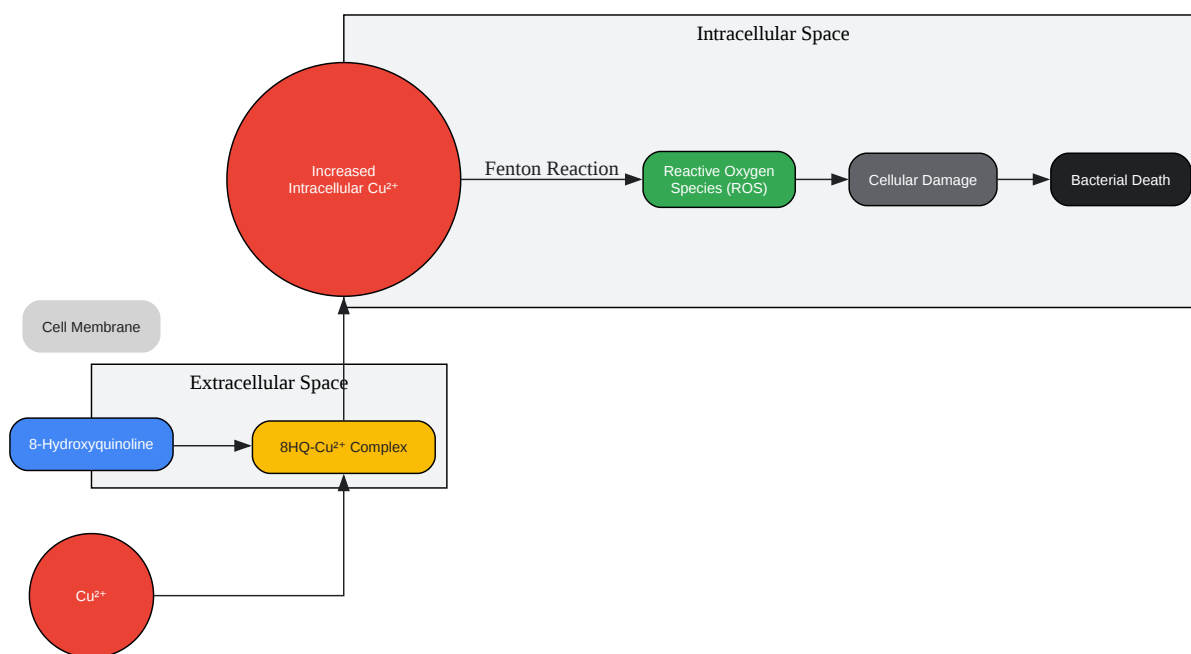 Intracellular Space
Increased
Intracellular Cu²⁺
Fenton Reaction
Reactive Oxygen
Species (ROS)
Cellular Damage
Bacterial Death
Cell Membrane
Extracellular Space
8-Hydroxyquinoline
8HQ-Cu²⁺ Complex
Cu²⁺